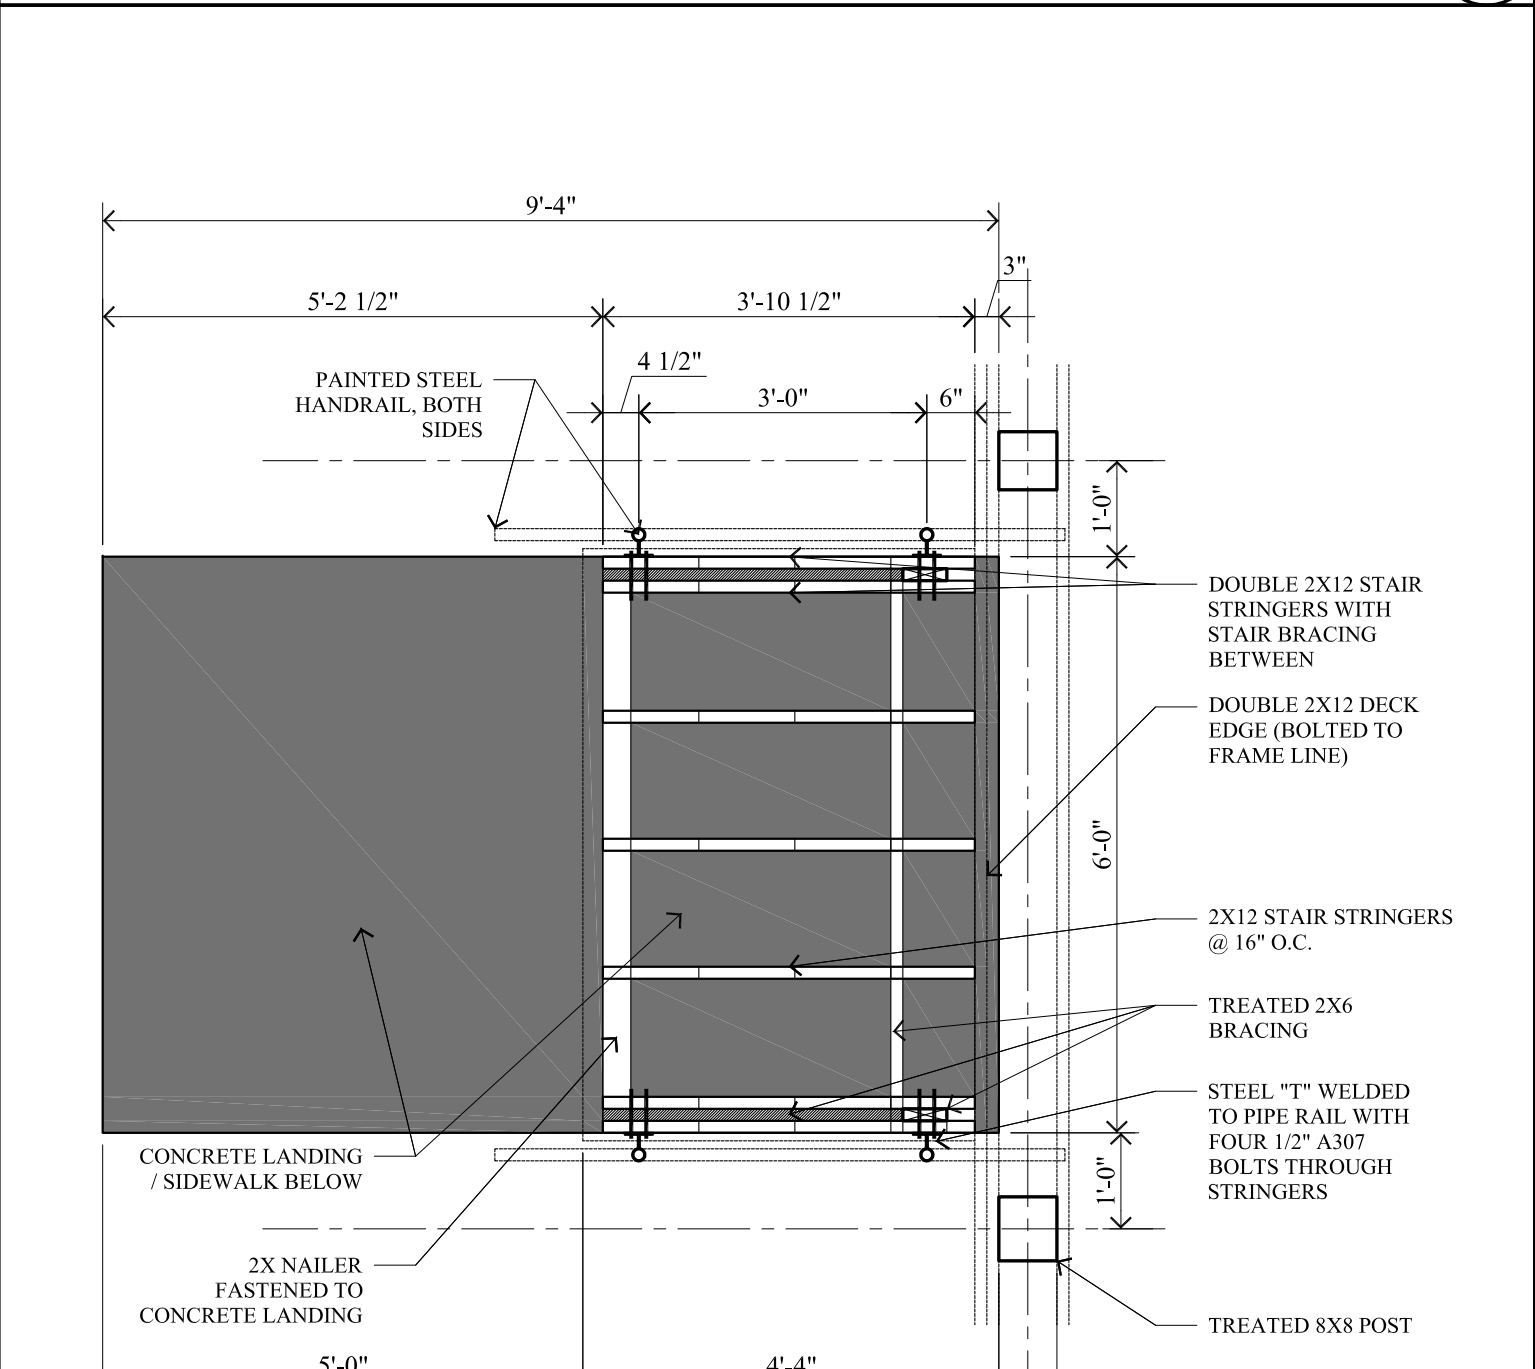 9'-4"
3"
5'-2 1/2"
3'-10 1/2"
4 1/2"
3'-0"
6"
PAINTED STEEL
HANDRAIL, BOTH
SIDES
1'-0"
DOUBLE 2X12 STAIR
STRINGERS WITH
STAIR BRACING
BETWEEN
DOUBLE 2X12 DECK
EDGE (BOLTED TO
FRAME LINE)
6'-0"
2X12 STAIR STRINGERS
@ 16" O.C.
TREATED 2X6
BRACING
STEEL "T" WELDED
TO PIPE RAIL WITH
FOUR 1/2" A307
BOLTS THROUGH
STRINGERS
CONCRETE LANDING
/ SIDEWALK BELOW
1'-0"
2X NAILER
FASTENED TO
CONCRETE LANDING
TREATED 8X8 POST
5'-0"
4'-4"